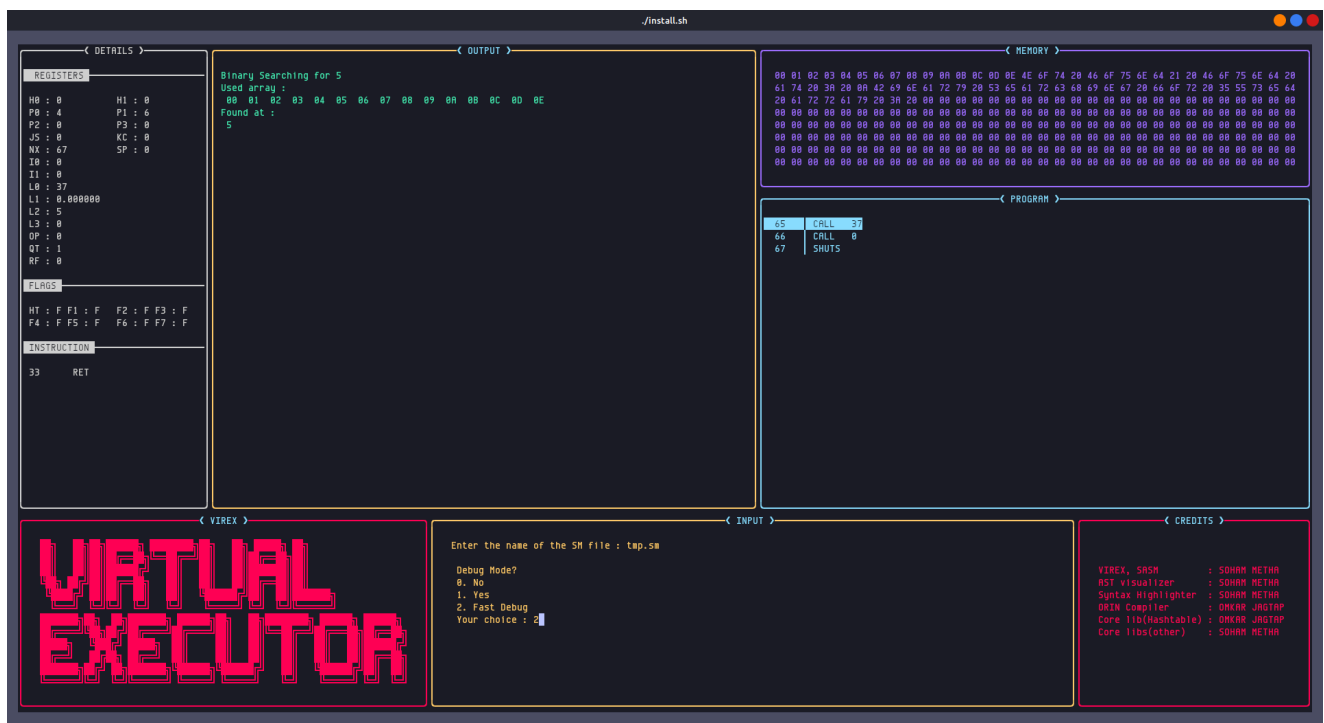 ./install.sh
DETAILS
REGISTERS
H0 : 0 H1 : 0
P0 : 4 P1 : 6
P2 : 0 P3 : 0
JS : 0 KC : 0
NX : 67 SP : 0
I0 : 0
I1 : 0
L0 : 37
L1 : 0.000000
L2 : 5
L3 : 0
OP : 0
QT : 1
RF : 0
FLAGS
HT : F F1 : F F2 : F F3 : F
F4 : F F5 : F F6 : F F7 : F
INSTRUCTION
33 RET
OUTPUT
Binary Searching for 5
Used array :
00 01 02 03 04 05 06 07 08 09 0A 0B 0C 0D 0E
Found at :
5
MEMORY
00 01 02 03 04 05 06 07 08 09 0A 0B 0C 0D 0E 4E 6F 74 20 46 6F 75 6E 64 21 20 46 6F 75 6E 64 20
61 74 20 3A 20 0A 42 69 6E 61 72 79 20 53 65 61 72 63 68 69 6E 67 20 66 6F 72 20 35 55 73 65 64
20 61 72 72 61 79 20 3A 20 00 00 00 00 00 00 00 00 00 00 00 00 00 00 00 00 00 00 00 00 00 00 00
00 00 00 00 00 00 00 00 00 00 00 00 00 00 00 00 00 00 00 00 00 00 00 00 00 00 00 00 00 00 00 00
00 00 00 00 00 00 00 00 00 00 00 00 00 00 00 00 00 00 00 00 00 00 00 00 00 00 00 00 00 00 00 00
00 00 00 00 00 00 00 00 00 00 00 00 00 00 00 00 00 00 00 00 00 00 00 00 00 00 00 00 00 00 00 00
00 00 00 00 00 00 00 00 00 00 00 00 00 00 00 00 00 00 00 00 00 00 00 00 00 00 00 00 00 00 00 00
00 00 00 00 00 00 00 00 00 00 00 00 00 00 00 00 00 00 00 00 00 00 00 00 00 00 00 00 00 00 00 00
PROGRAM
65 CALL 37
66 CALL 0
67 SHUTS
VIREX
VIRTUAL
EXECUTOR
INPUT
Enter the name of the SM file : tmp.sm
Debug Mode?
0. No
1. Yes
2. Fast Debug
Your choice : 2
CREDITS
VIREX, SASM : SOHAM METHA
AST visualizer : SOHAM METHA
Syntax Highlighter : SOHAM METHA
ORIN Compiler : OMKAR JAGTAP
Core lib(Hashtable) : OMKAR JAGTAP
Core libs(other) : SOHAM METHA